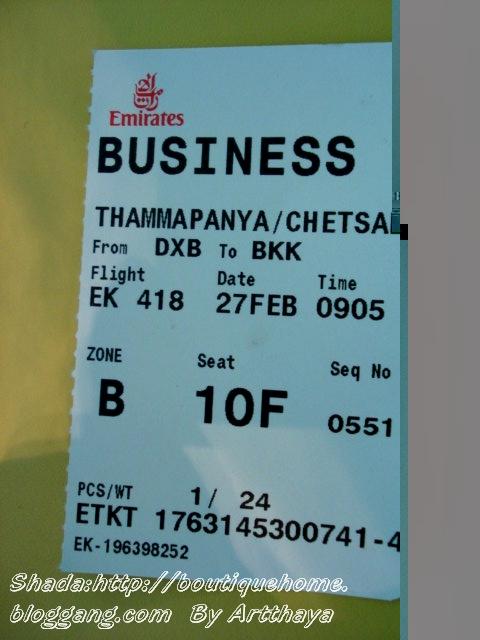 Emirates
BUSINESS
THAMMAPANYA/CHETSA
From DXB To BKK
Flight Date Time
EK 418 27FEB 0905
ZONE Seat Seq No
B 10F 0551
PCS/WT 1/ 24
ETKT 1763145300741-4
EK-196398252
Shada:http://boutiquehome.
bloggang.com By Artthaya